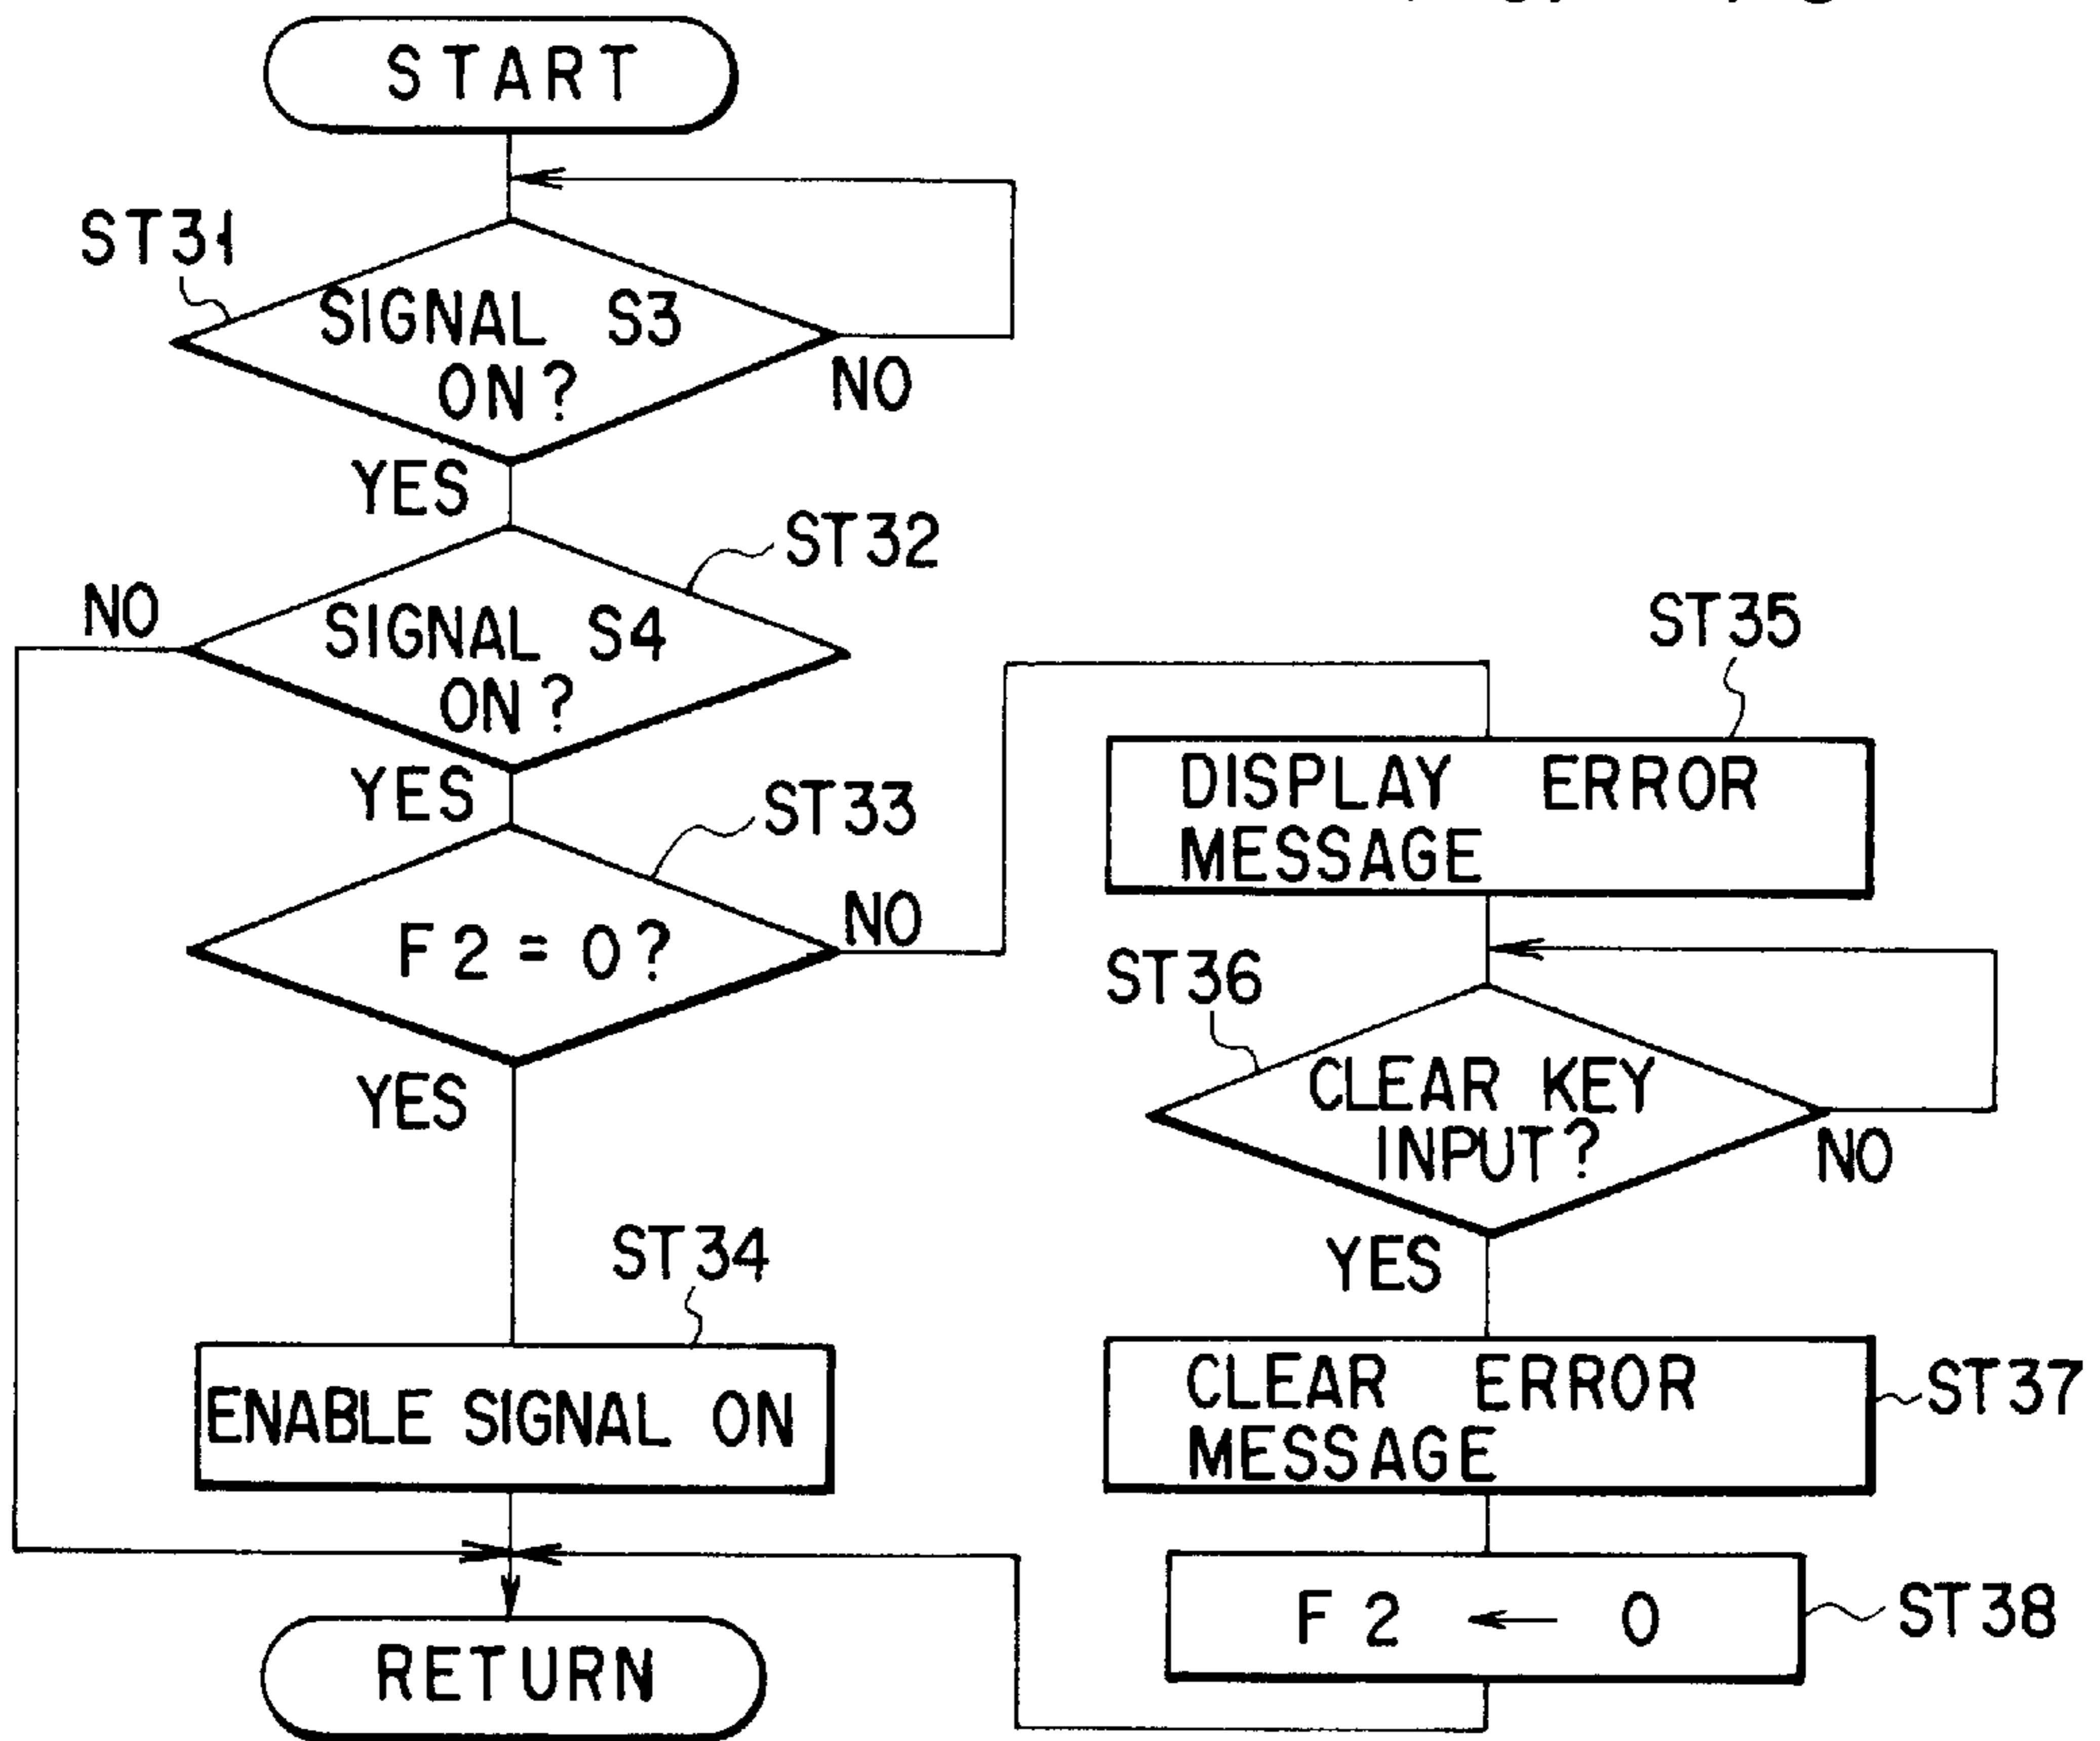 START
ST31
SIGNAL S3
ON?
NO
YES
ST32
NO
SIGNAL S4
ON?
YES
ST33
F2 = 0?
NO
YES
ST34
ENABLE SIGNAL ON
RETURN
ST35
DISPLAY ERROR
MESSAGE
ST36
CLEAR KEY
INPUT?
NO
YES
CLEAR ERROR
MESSAGE
ST37
F2 ← 0
ST38